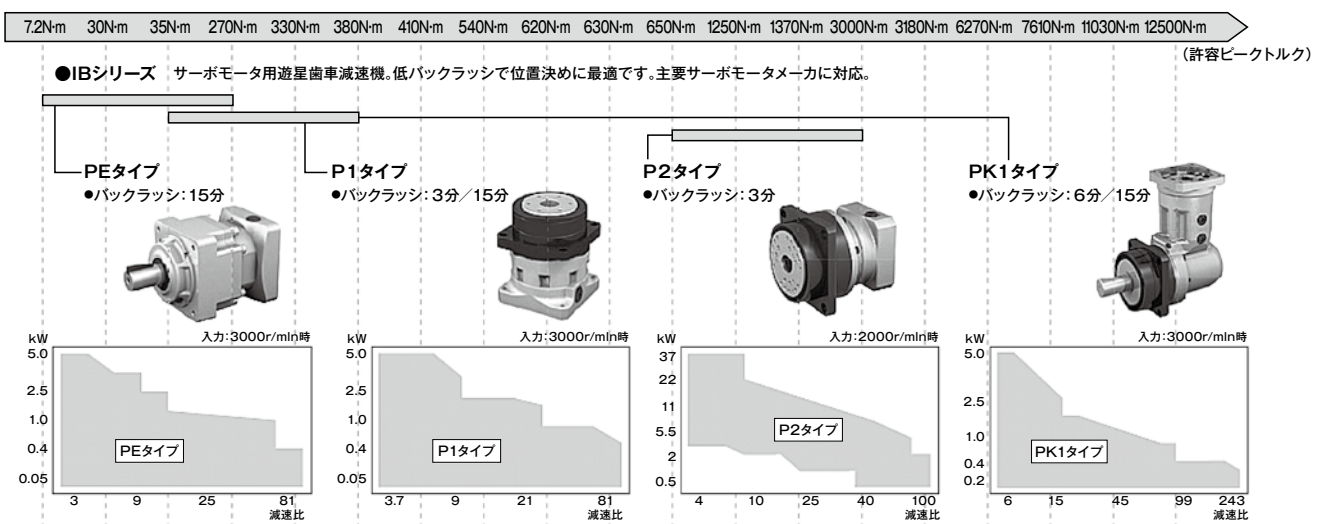 7.2N·m 30N·m 35N·m 270N·m 330N·m 380N·m 410N·m 540N·m 620N·m 630N·m 650N·m 1250N·m 1370N·m 3000N·m 3180N·m 6270N·m 7610N·m 11030N·m 12500N·m
(許容ピークトルク)
●IBシリーズ サーボモータ用遊星歯車減速機。低バックラッシで位置決めに最適です。主要サーボモータメーカに対応。
PEタイプ
●バックラッシ:15分
P1タイプ
●バックラッシ:3分/15分
P2タイプ
●バックラッシ:3分
PK1タイプ
●バックラッシ:6分/15分
kW
入力:3000r/mln時
5.0
2.5
1.0
0.4
0.05
PEタイプ
3 9 25 81
減速比
kW
入力:3000r/mln時
5.0
2.5
1.0
0.4
0.05
P1タイプ
3.7 9 21 81
減速比
kW
入力:2000r/mln時
37
22
11
5.5
2
0.5
P2タイプ
4 10 25 40 100
減速比
kW
入力:3000r/mln時
5.0
2.5
1.0
0.4
0.2
PK1タイプ
6 15 45 99 243
減速比